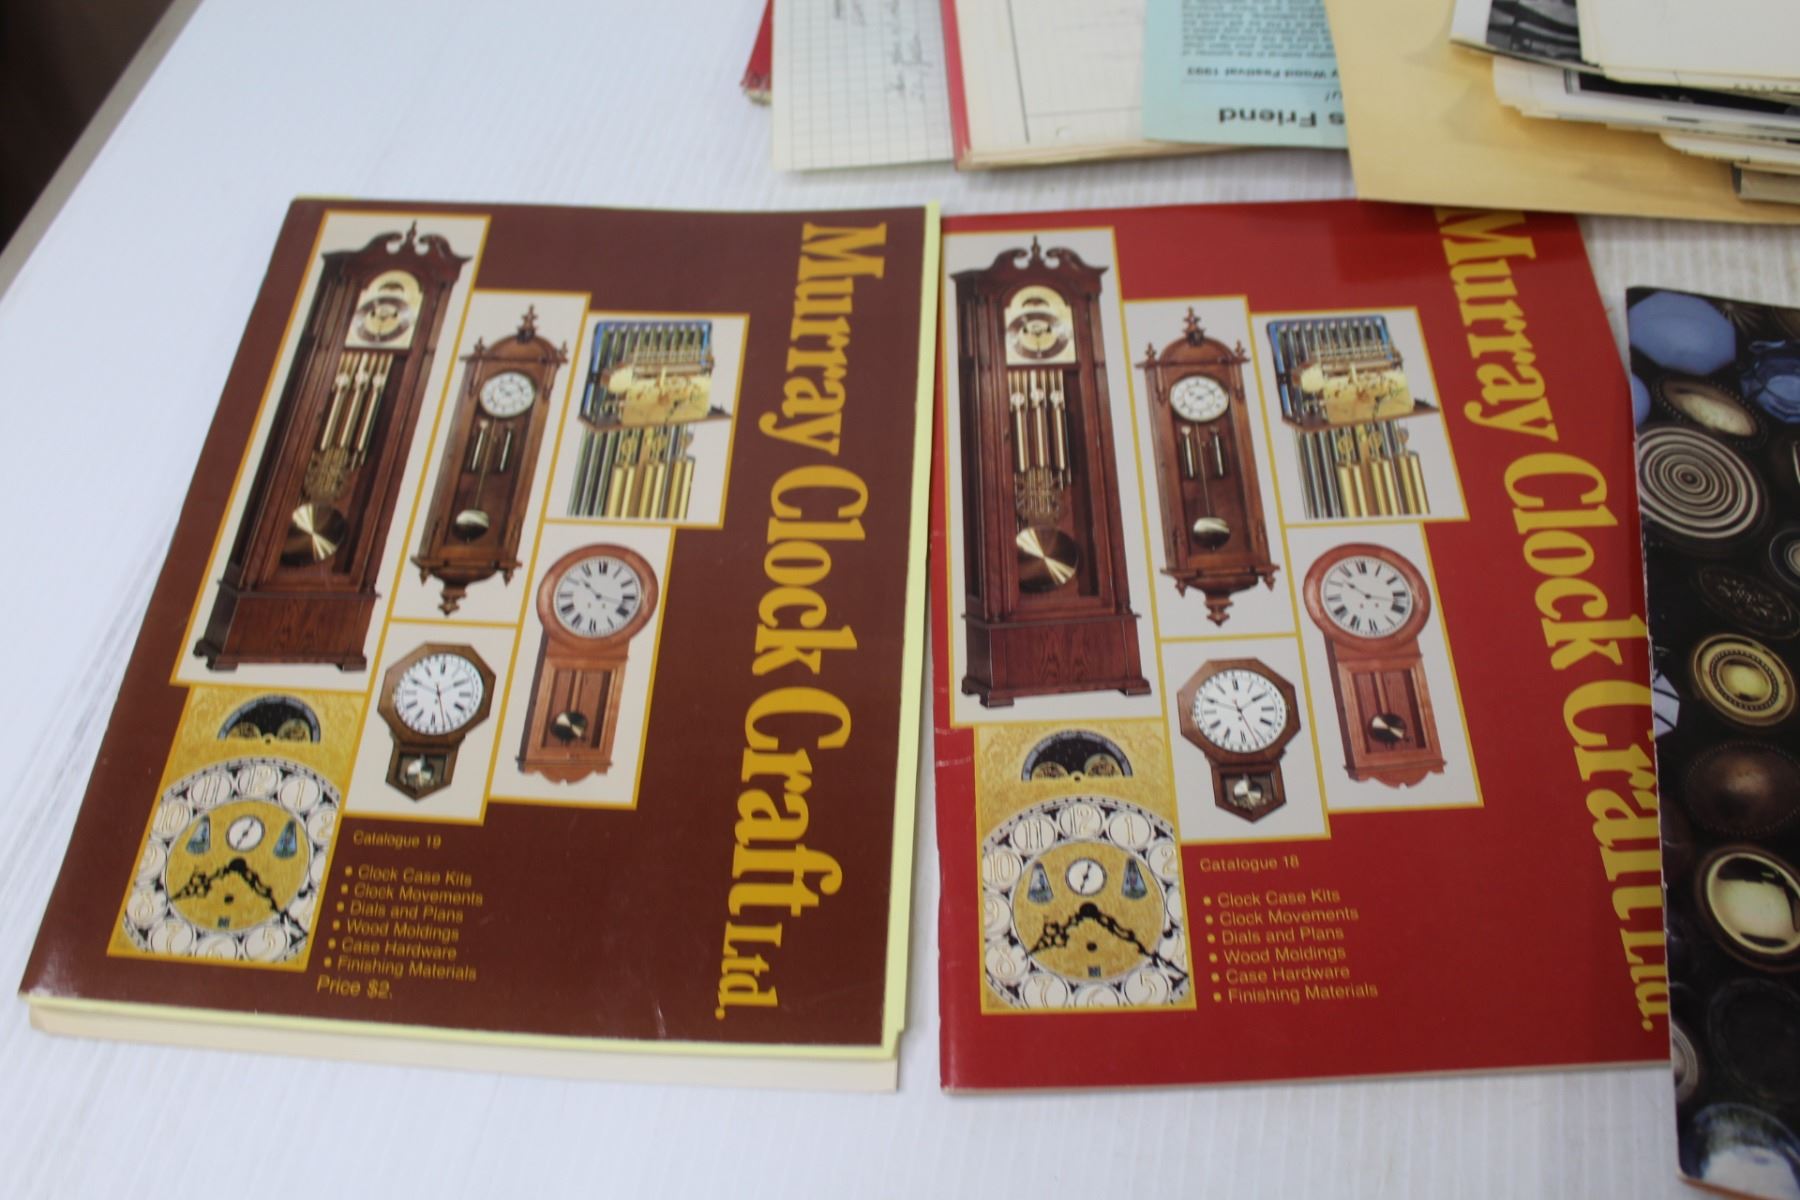 Murray Clock Craft Ltd.
Catalogue 19
• Clock Case Kits
• Clock Movements
• Dials and Plans
• Wood Moldings
• Case Hardware
• Finishing Materials
Price $2.
Murray Clock Craft Ltd.
Catalogue 18
• Clock Case Kits
• Clock Movements
• Dials and Plans
• Wood Moldings
• Case Hardware
• Finishing Materials
s Friend
y Wood Festival 1993